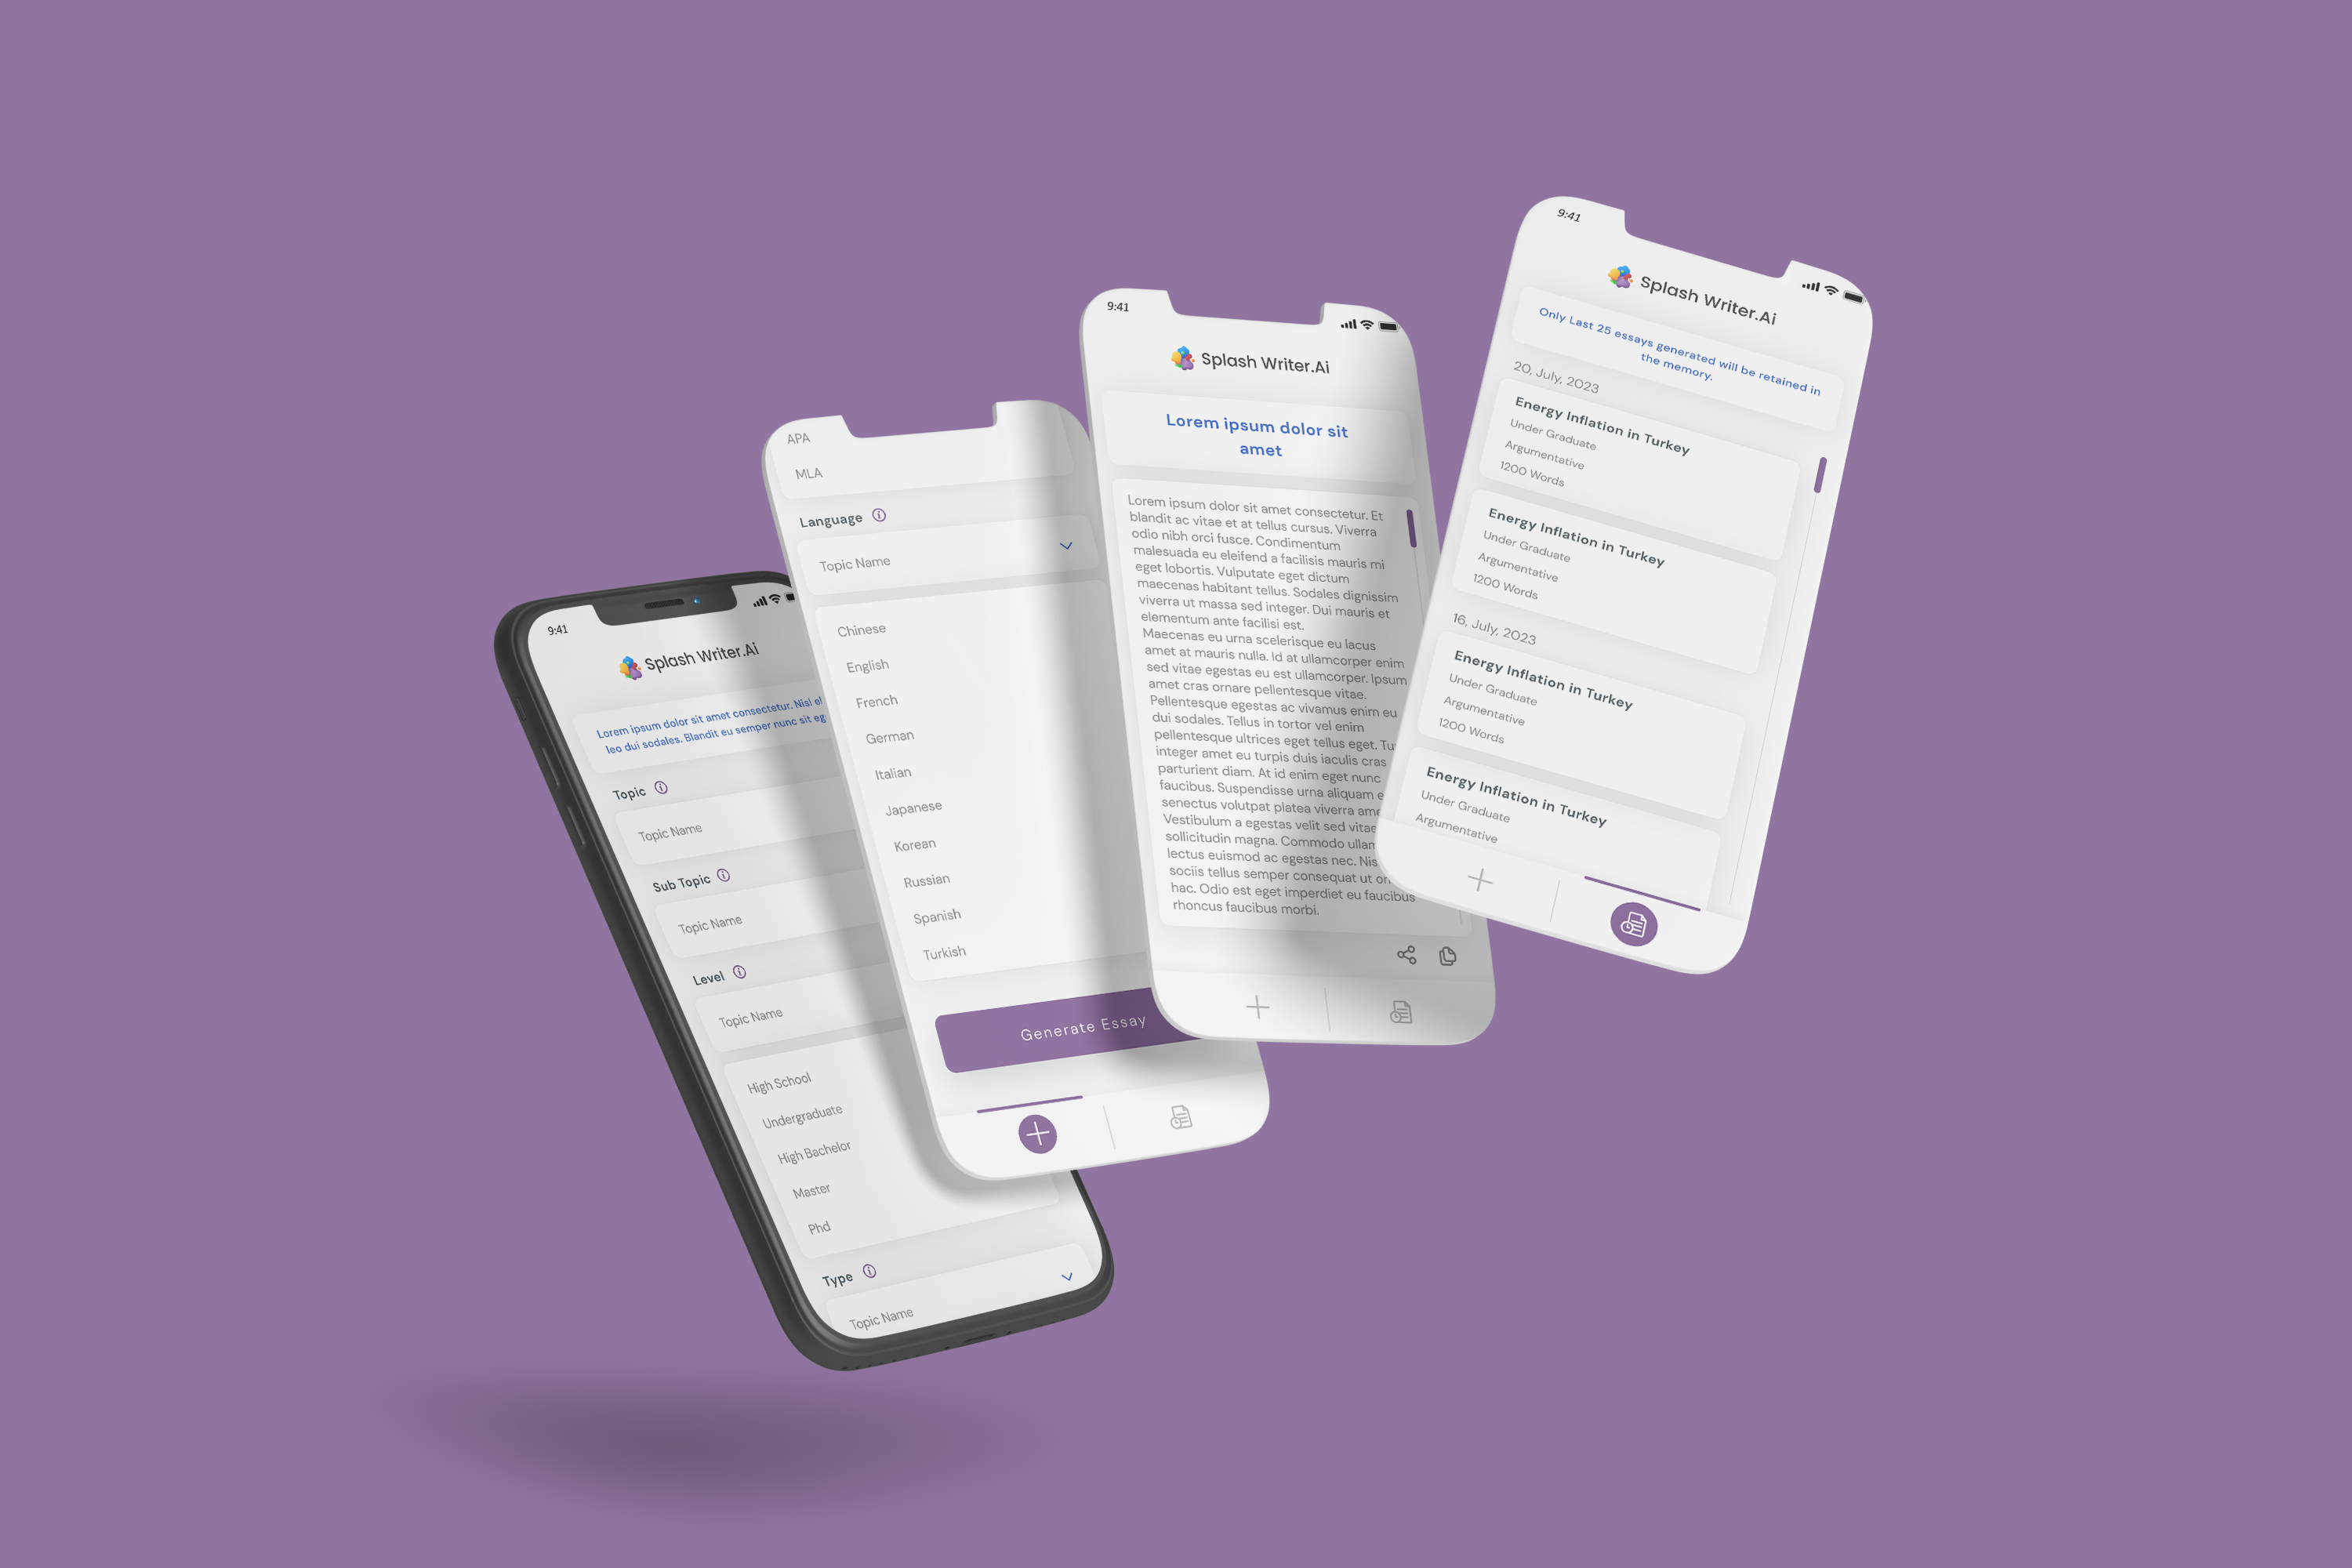 9:41
Splash Writer.Ai
Lorem ipsum dolor sit amet consectetur. Nisl
leo dui sodales. Blandit eu semper nunc sit
Topic
Topic Name
Sub Topic
Topic Name
Level
Topic Name
High School
Undergraduate
High Bachelor
Master
Phd
Type
Topic Name
APA
MLA
Language
Topic Name
Chinese
English
French
German
Italian
Japanese
Korean
Russian
Spanish
Turkish
Generate Essay
9:41
Splash Writer.Ai
Lorem ipsum dolor sit
amet
Lorem ipsum dolor sit amet consectetur. Et
blandit ac vitae et at tellus cursus. Viverra
odio nibh orci fusce. Condimentum
malesuada eu eleifend a facilisis mauris mi
eget lobortis. Vulputate eget dictum
maecenas habitant tellus. Sodales dignissim
viverra ut massa sed integer. Dui mauris et
elementum ante facilisi est.
Maecenas eu urna scelerisque eu lacus
amet at mauris nulla. Id at ullamcorper enim
sed vitae egestas eu est ullamcorper. Ipsum
amet cras ornare pellentesque vitae.
Pellentesque egestas ac vivamus enim eu
dui sodales. Tellus in tortor vel enim
pellentesque ultrices eget tellus eget.
integer amet eu turpis duis iaculis cras
parturient diam. At id enim eget nunc
faucibus. Suspendisse urna aliquam
senectus volutpat platea viverra
Vestibulum a egestas velit sed vitae
sollicitudin magna. Commodo
lectus euismod ac egestas nec.
sociis tellus semper consequat ut
hac. Odio est eget imperdiet eu faucibus
rhoncus faucibus morbi.
9:41
Splash Writer.Ai
Only Last 25 essays generated will be retained in
the memory.
20, July, 2023
Energy Inflation in Turkey
Under Graduate
Argumentative
1200 Words
Energy Inflation in Turkey
Under Graduate
Argumentative
1200 Words
16, July, 2023
Energy Inflation in Turkey
Under Graduate
Argumentative
1200 Words
Energy Inflation in Turkey
Under Graduate
Argumentative